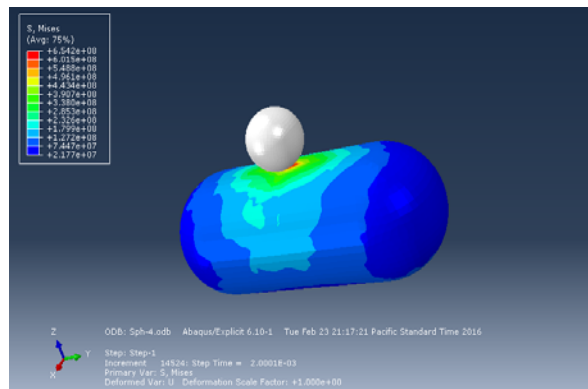 S, Mises
(Avg: 75%)
+6.542e+08
+6.015e+08
+5.488e+08
+4.961e+08
+4.434e+08
+3.907e+08
+3.380e+08
+2.853e+08
+2.326e+08
+1.799e+08
+1.272e+08
+7.447e+07
+2.177e+07
Z
Y
X
ODB: Sph-4.odb Abaqus/Explicit 6.10-1 Tue Feb 23 21:17:21 Pacific Standard Time 2016
Step: Step-1
Increment 14524: Step Time = 2.0001E-03
Primary Var: S, Mises
Deformed Var: U Deformation Scale Factor: +1.000e+00